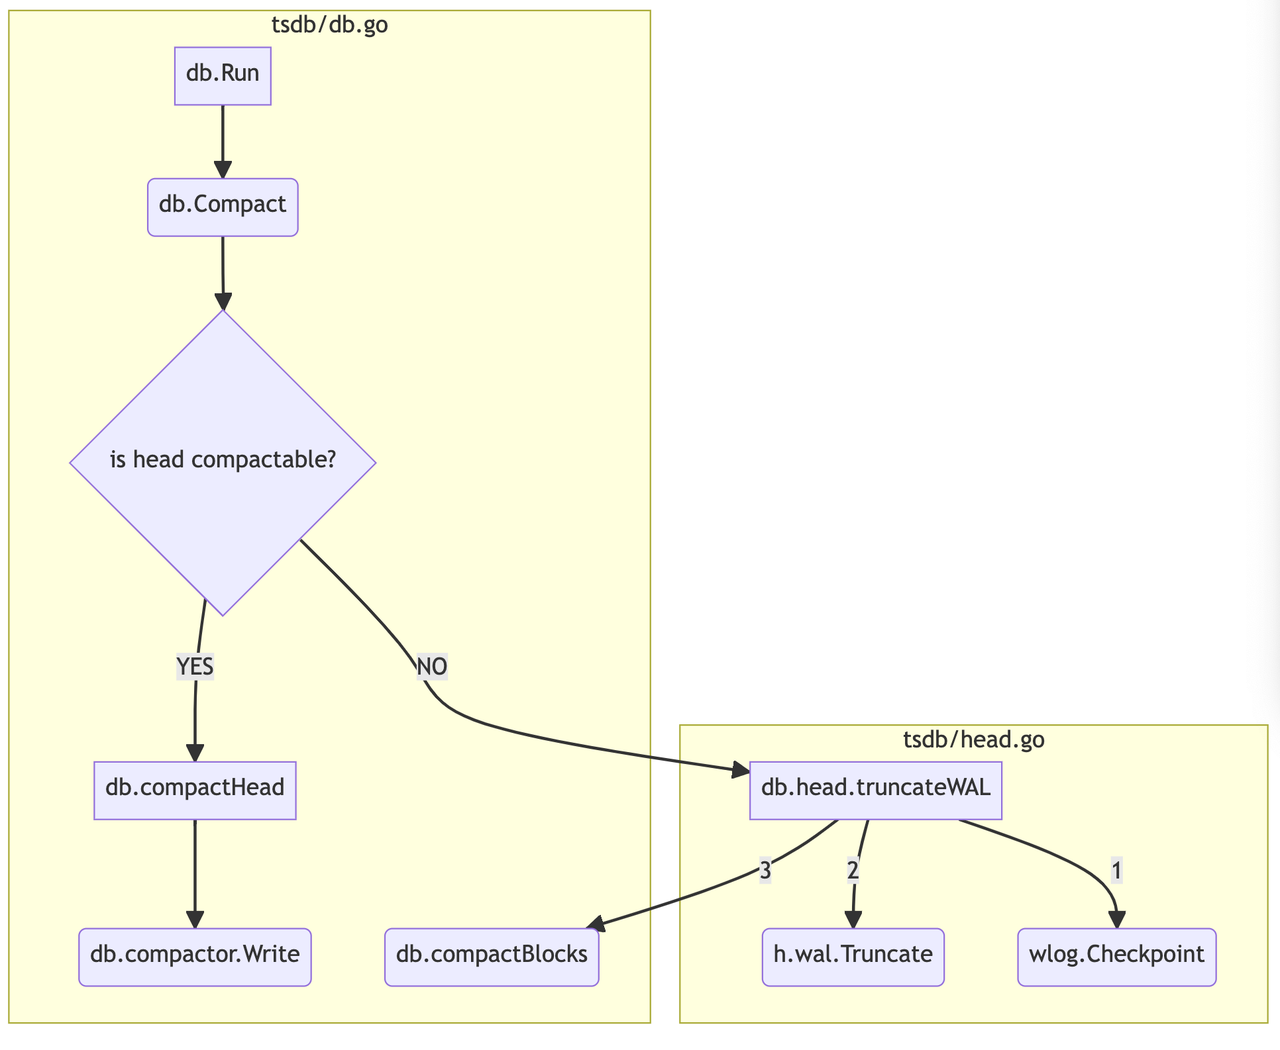 tsdb/db.go
db.Run
db.Compact
is head compactable?
YES
NO
tsdb/head.go
db.compactHead
db.head.truncateWAL
3
2
1
db.compactor.Write
db.compactBlocks
h.wal.Truncate
wlog.Checkpoint